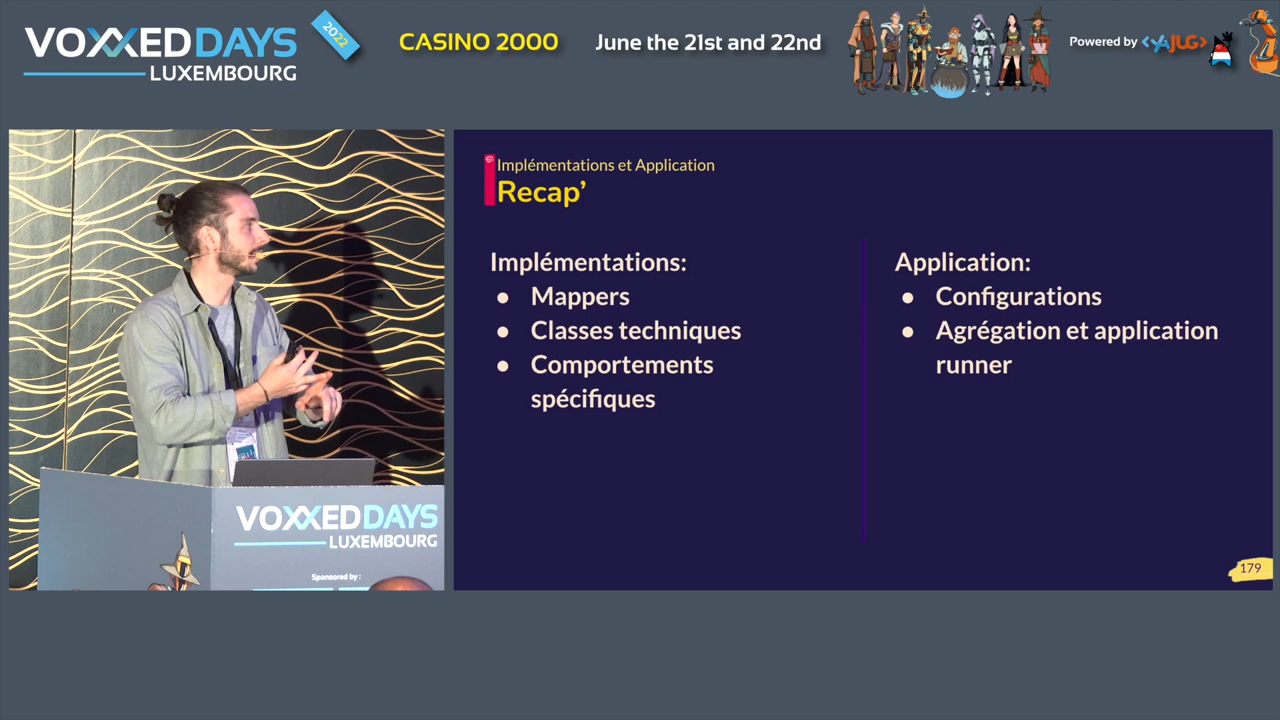 VOXXED DAYS
LUXEMBOURG
2022
CASINO 2000
June the 21st and 22nd
Powered by <YAJUG>
Implémentations et Application
Recap’
Implémentations:
● Mappers
● Classes techniques
● Comportements
spécifiques
Application:
● Configurations
● Agrégation et application
runner
179
VOXXED DAYS
LUXEMBOURG
Sponsored by :